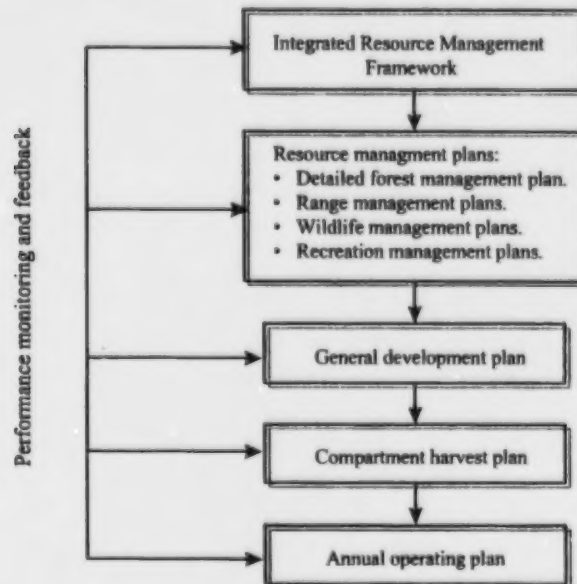 Performance monitoring and feedback
Integrated Resource Management
Framework
Resource managment plans:
• Detailed forest management plan.
• Range management plans.
• Wildlife management plans.
• Recreation management plans.
General development plan
Compartment harvest plan
Annual operating plan